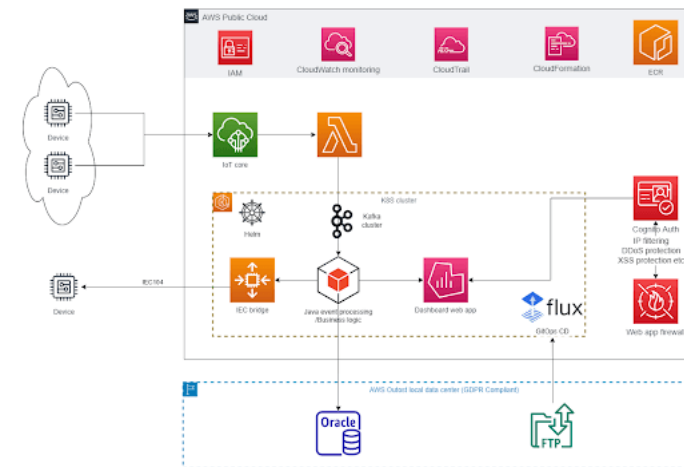 AWS Public Cloud
IAM
CloudWatch monitoring
CloudTrail
CloudFormation
ECR
Device
Device
IoT core
K8S cluster
Helm
Kafka
cluster
Cognito Auth
IP filtering
DDoS protection
XSS protection etc
IEC104
Device
IEC bridge
Java event processing
/Business logic
Dashboard web app
flux
GitOps CD
Web app firewall
AWS Outpost local data center (GDPR Compliant)
Oracle
FTP